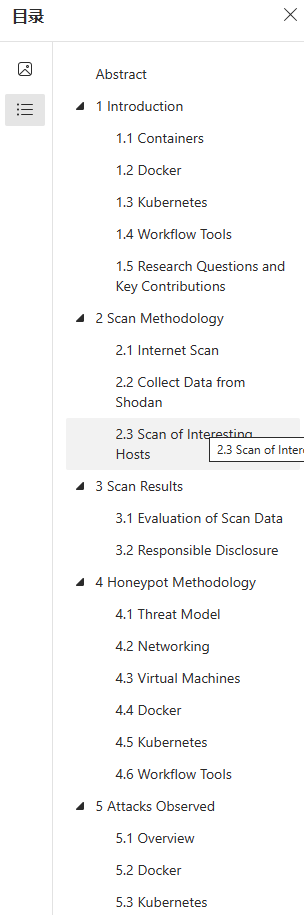 目录
Abstract
1 Introduction
1.1 Containers
1.2 Docker
1.3 Kubernetes
1.4 Workflow Tools
1.5 Research Questions and
Key Contributions
2 Scan Methodology
2.1 Internet Scan
2.2 Collect Data from
Shodan
2.3 Scan of Interesting
Hosts
2.3 Scan of Inter
3 Scan Results
3.1 Evaluation of Scan Data
3.2 Responsible Disclosure
4 Honeypot Methodology
4.1 Threat Model
4.2 Networking
4.3 Virtual Machines
4.4 Docker
4.5 Kubernetes
4.6 Workflow Tools
5 Attacks Observed
5.1 Overview
5.2 Docker
5.3 Kubernetes